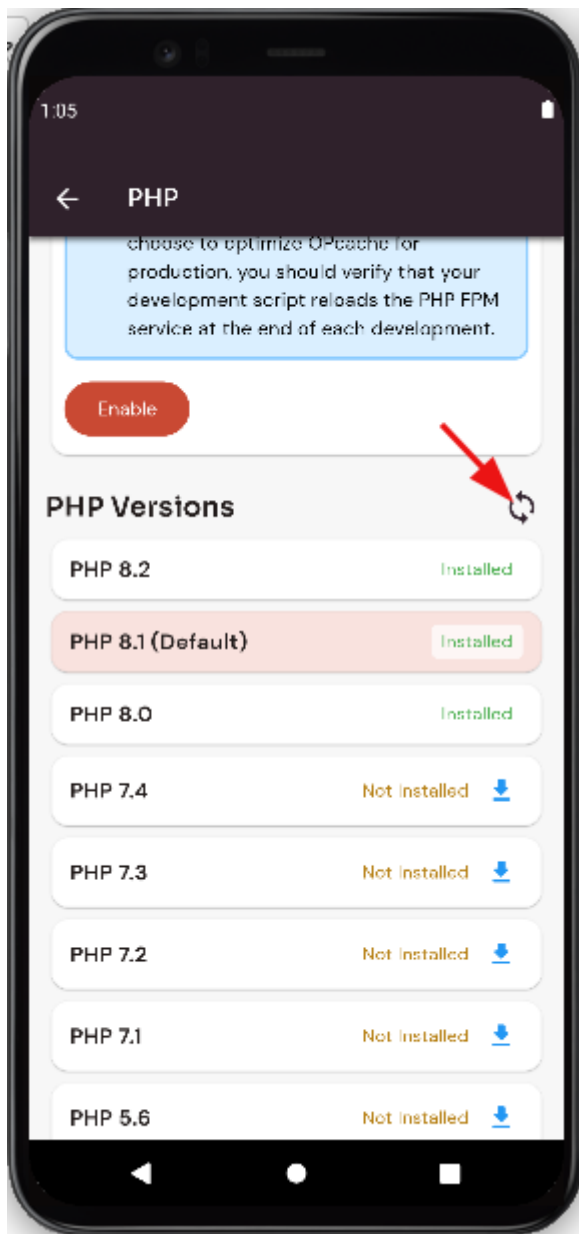 1:05
PHP
choose to optimize OPcache for
production, you should verify that your
development script reloads the PHP FPM
service at the end of each development.
Enable
PHP Versions
PHP 8.2 Installed
PHP 8.1 (Default) Installed
PHP 8.0 Installed
PHP 7.4 Not Installed
PHP 7.3 Not Installed
PHP 7.2 Not Installed
PHP 7.1 Not Installed
PHP 5.6 Not Installed